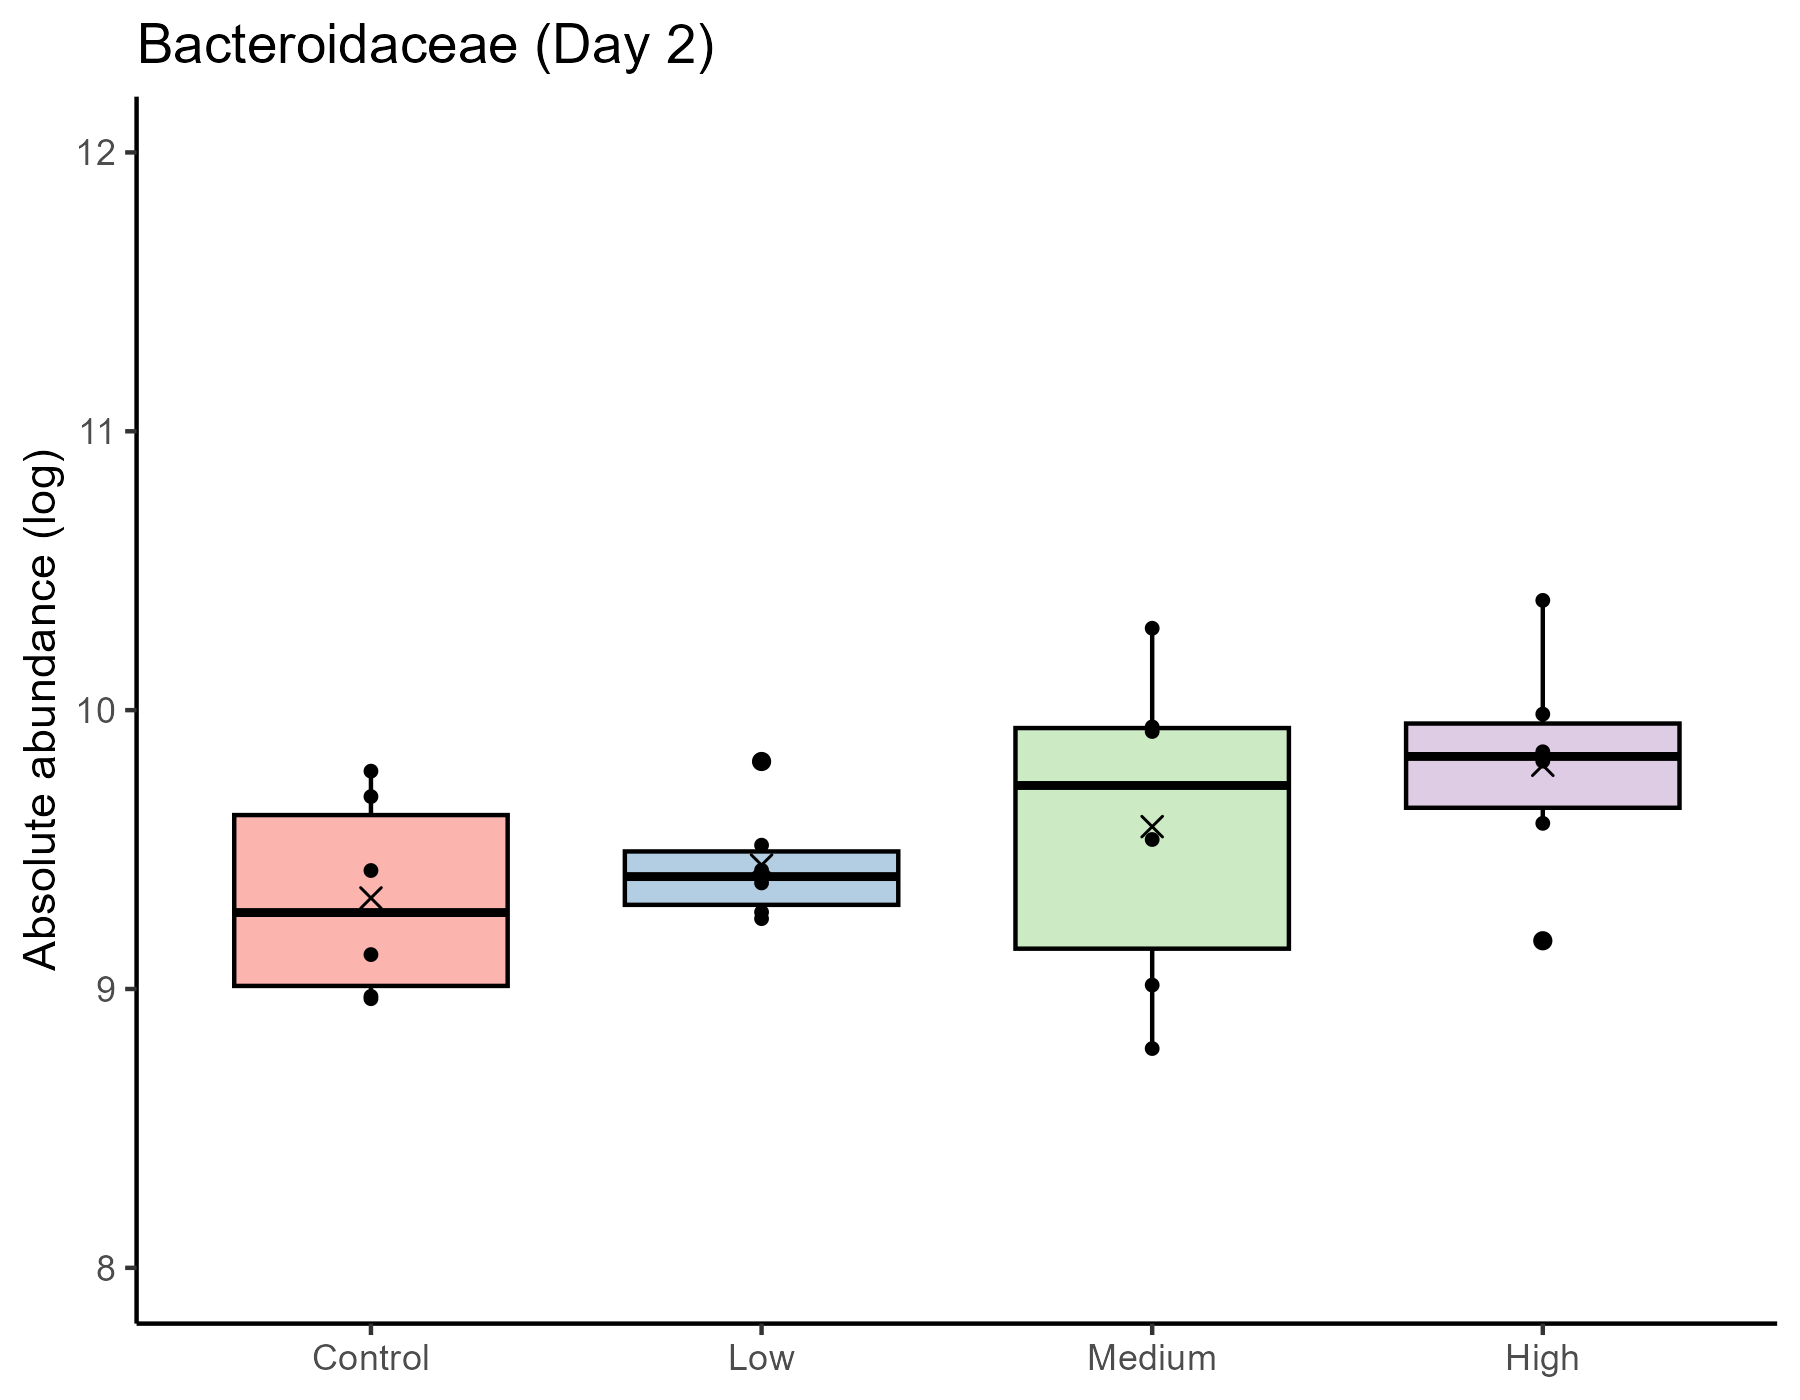 Bacteroidaceae (Day 2)
Absolute abundance (log)
12
11
10
9
8
Control
Low
Medium
High